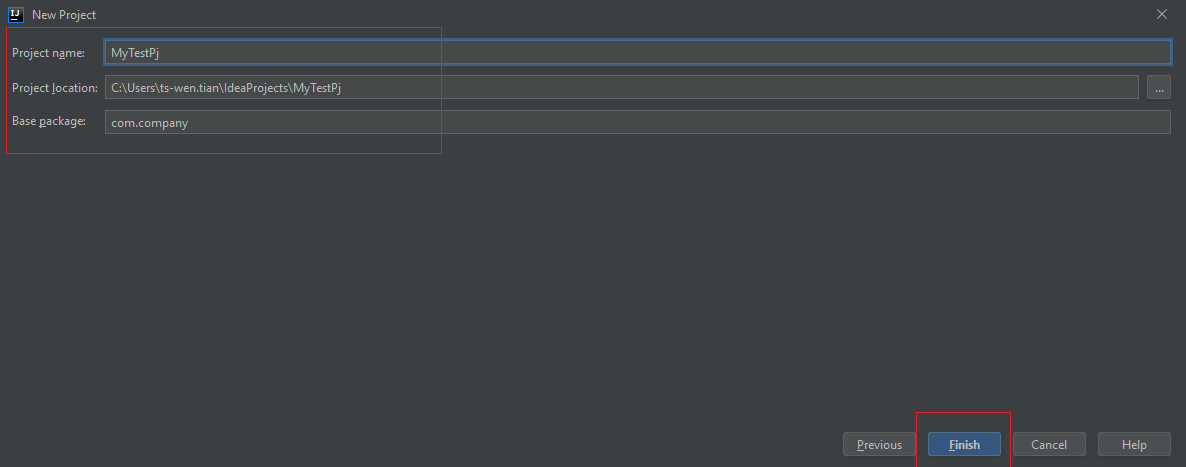 IJ New Project
Project name: MyTestPj
Project location: C:\Users\ts-wen.tian\IdeaProjects\MyTestPj ...
Base package: com.company
Previous Finish Cancel Help